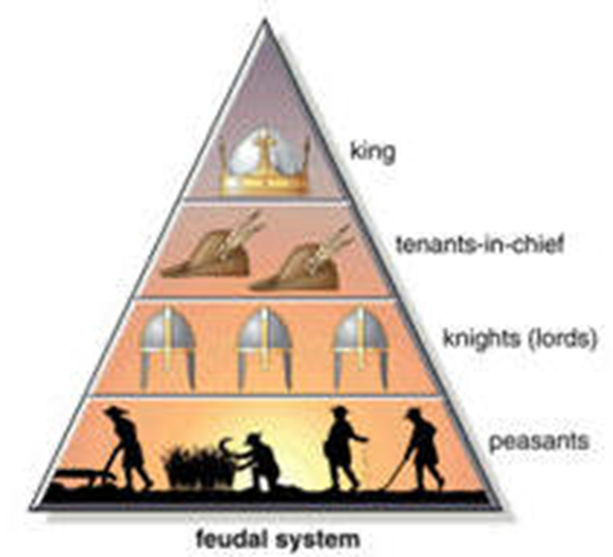 king
tenants-in-chief
knights (lords)
peasants
feudal system